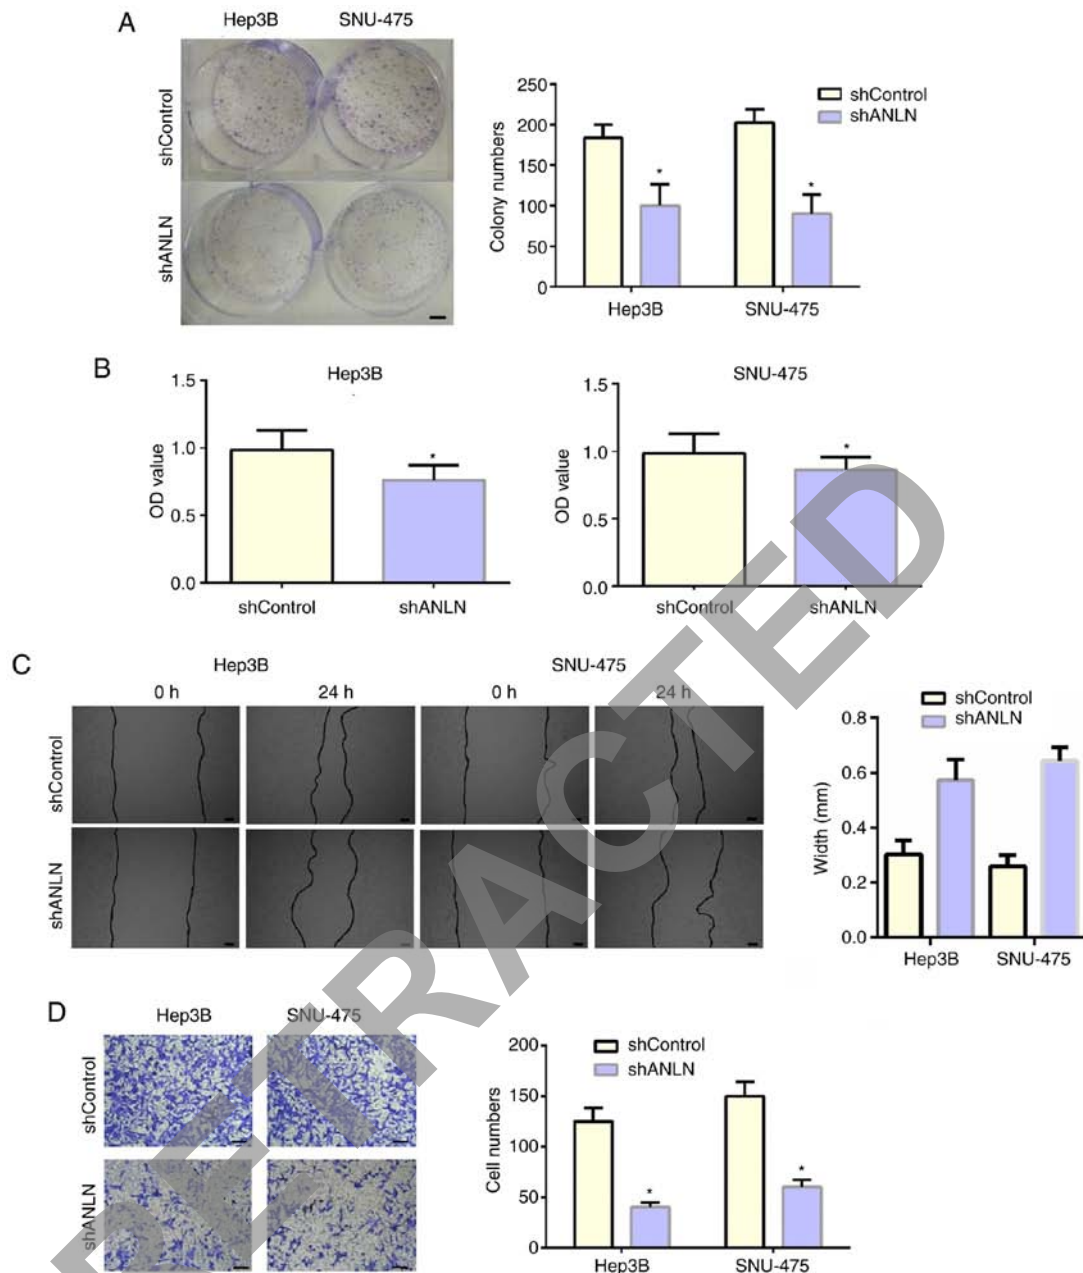 A
Hep3B SNU-475
shControl
shANLN
Colony numbers
250
200
150
100
50
0
shControl
shANLN
*
*
Hep3B SNU-475
B
Hep3B
OD value
1.5
1.0
0.5
0.0
*
shControl shANLN
SNU-475
OD value
1.5
1.0
0.5
0.0
*
shControl shANLN
C
Hep3B SNU-475
0 h 24 h 0 h 24 h
shControl
shANLN
shControl
shANLN
Width (mm)
0.8
0.6
0.4
0.2
0.0
Hep3B SNU-475
D
Hep3B SNU-475
shControl
shANLN
Cell numbers
200
150
100
50
0
shControl
shANLN
*
*
Hep3B SNU-475
RETRACTED